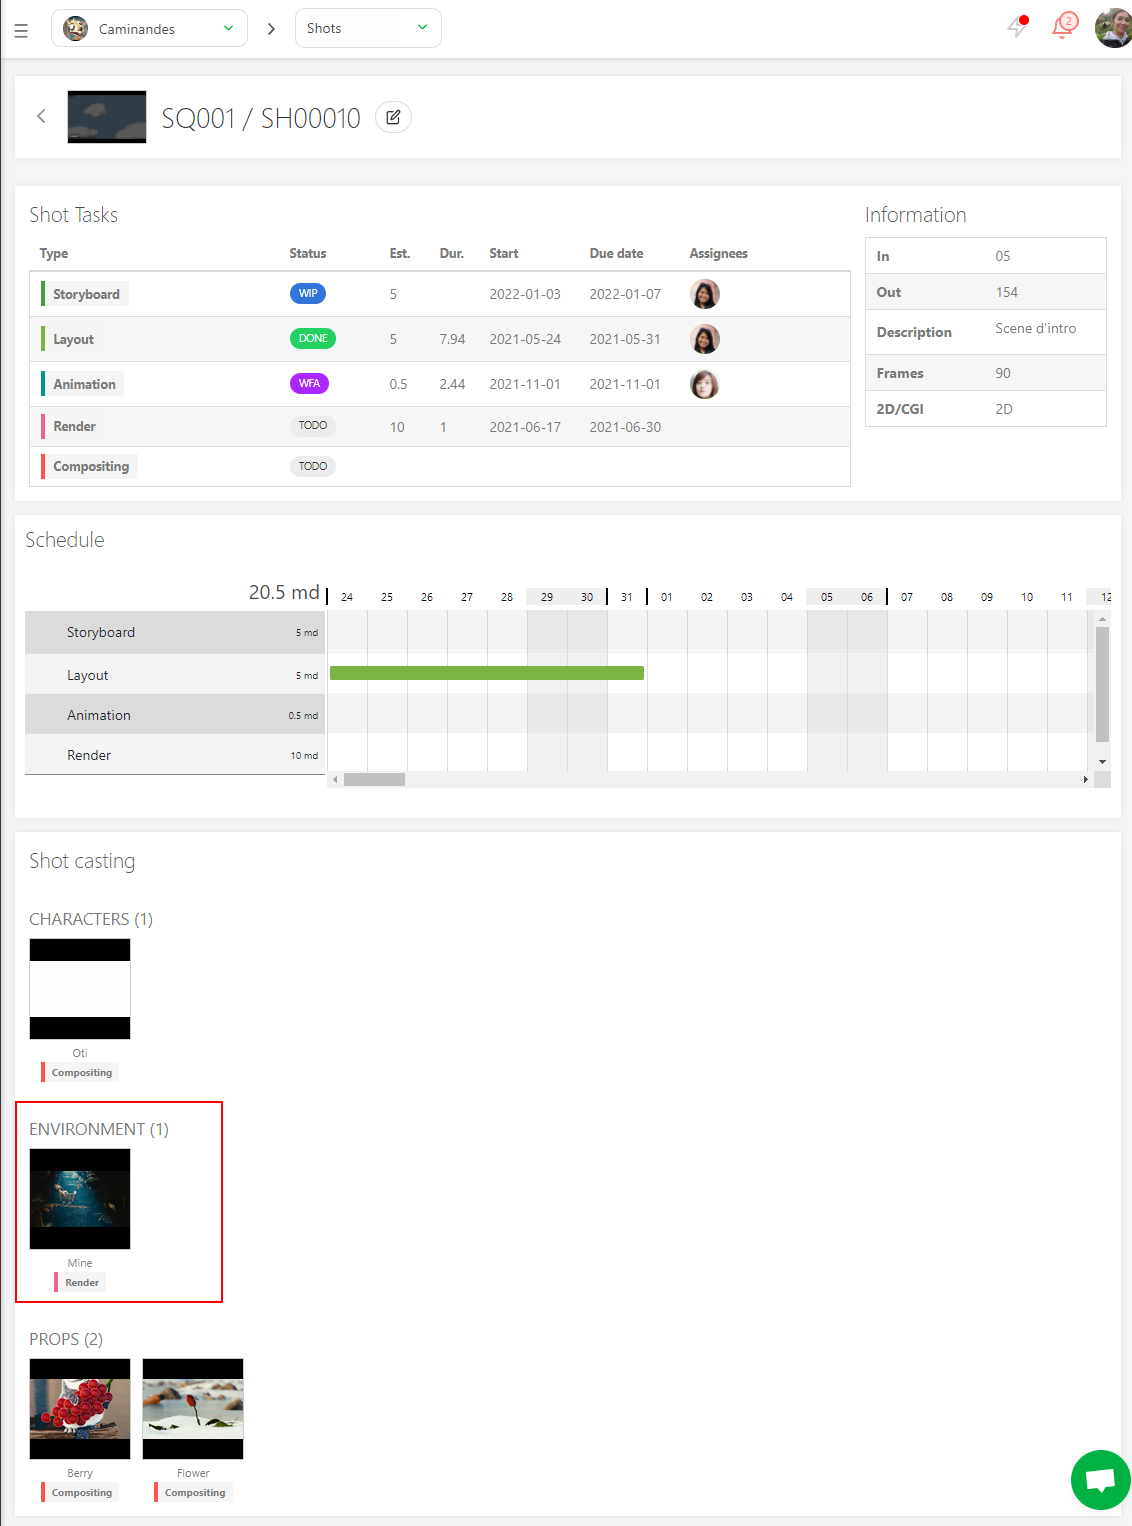 Caminandes
Shots
2
SQ001 / SH00010
Shot Tasks
Type Status Est. Dur. Start Due date Assignees
Storyboard WIP 5 2022-01-03 2022-01-07
Layout DONE 5 7.94 2021-05-24 2021-05-31
Animation WFA 0.5 2.44 2021-11-01 2021-11-01
Render TODO 10 1 2021-06-17 2021-06-30
Compositing TODO
Information
In 05
Out 154
Description Scene d'intro
Frames 90
2D/CGI 2D
Schedule
20.5 md 24 25 26 27 28 29 30 31 01 02 03 04 05 06 07 08 09 10 11 12
Storyboard 5 md
Layout 5 md
Animation 0.5 md
Render 10 md
Shot casting
CHARACTERS (1)
Oti
Compositing
ENVIRONMENT (1)
Mine
Render
PROPS (2)
Berry Flower
Compositing Compositing